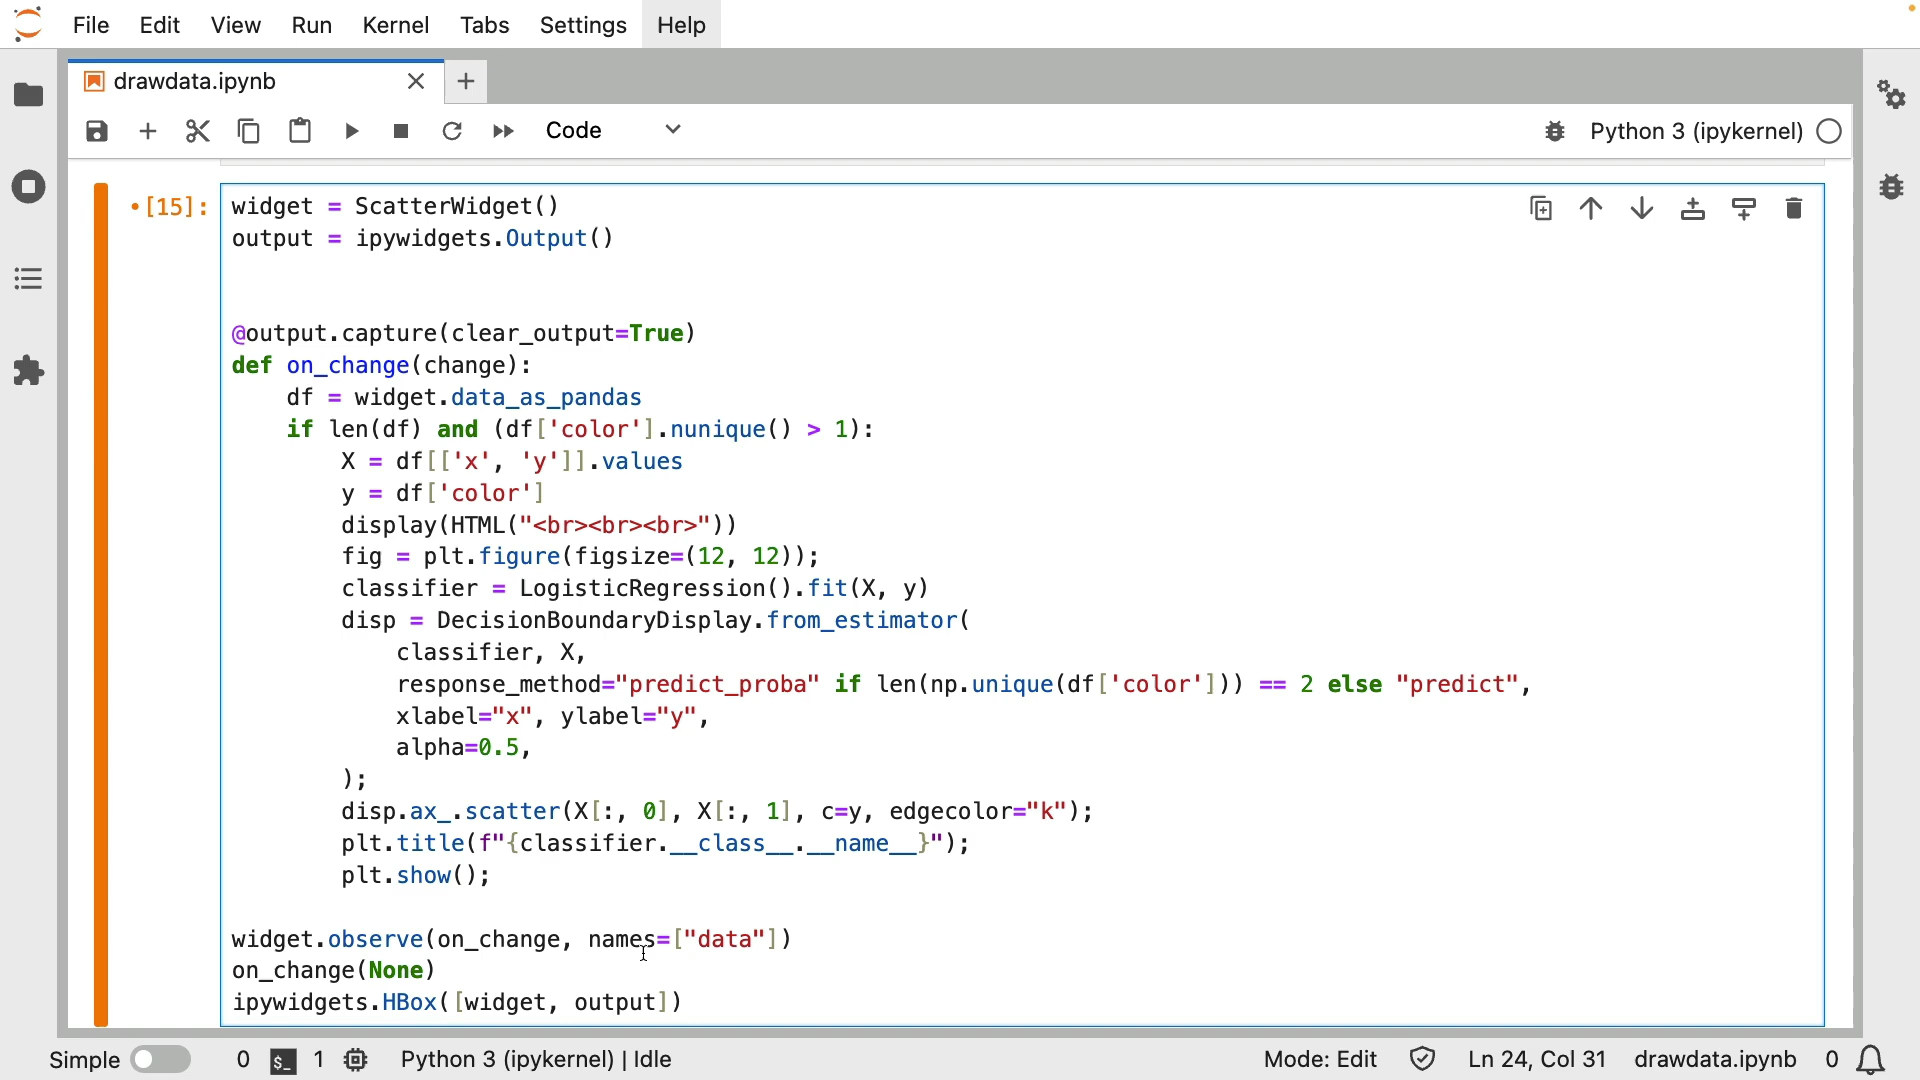 File Edit View Run Kernel Tabs Settings Help
drawdata.ipynb
Code Python 3 (ipykernel)
•[15]: widget = ScatterWidget()
output = ipywidgets.Output()
@output.capture(clear_output=True)
def on_change(change):
    df = widget.data_as_pandas
    if len(df) and (df['color'].nunique() > 1):
        X = df[['x', 'y']].values
        y = df['color']
        display(HTML("<br><br><br>"))
        fig = plt.figure(figsize=(12, 12));
        classifier = LogisticRegression().fit(X, y)
        disp = DecisionBoundaryDisplay.from_estimator(
            classifier, X,
            response_method="predict_proba" if len(np.unique(df['color'])) == 2 else "predict",
            xlabel="x", ylabel="y",
            alpha=0.5,
        );
        disp.ax_.scatter(X[:, 0], X[:, 1], c=y, edgecolor="k");
        plt.title(f"{classifier.__class__.__name__}");
        plt.show();
widget.observe(on_change, names=["data"])
on_change(None)
ipywidgets.HBox([widget, output])
Simple 0 $_ 1 Python 3 (ipykernel) | Idle Mode: Edit Ln 24, Col 31 drawdata.ipynb 0